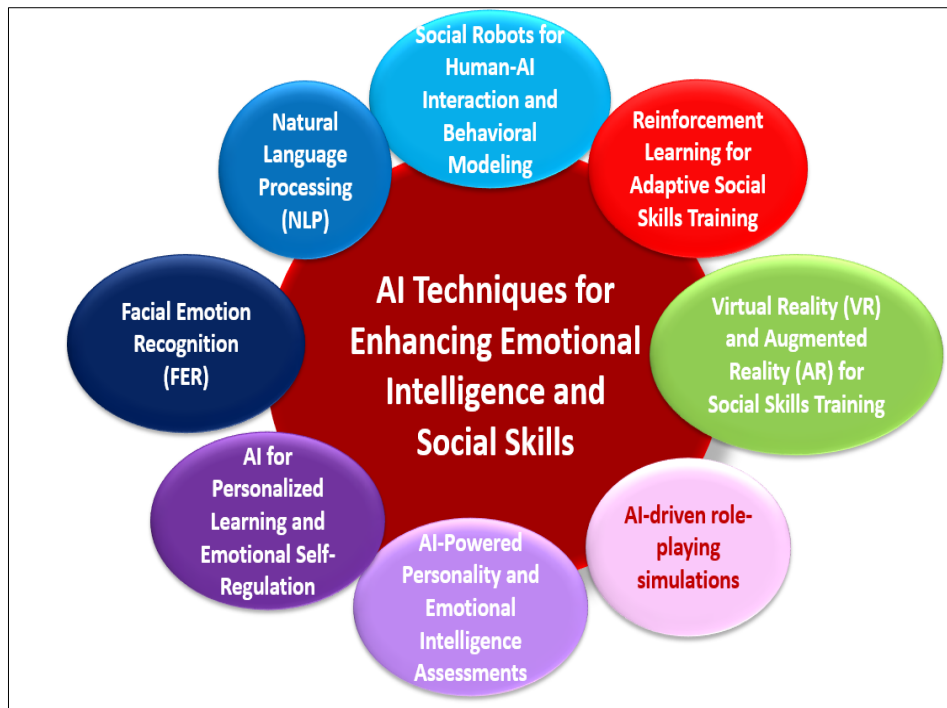 Social Robots for
Human-AI
Interaction and
Behavioral
Modeling
Reinforcement
Learning for
Adaptive Social
Skills Training
Virtual Reality (VR)
and Augmented
Reality (AR) for
Social Skills Training
AI-driven role-
playing
simulations
AI-Powered
Personality and
Emotional
Intelligence
Assessments
AI for
Personalized
Learning and
Emotional Self-
Regulation
Facial Emotion
Recognition
(FER)
Natural
Language
Processing
(NLP)
AI Techniques for
Enhancing Emotional
Intelligence and
Social Skills